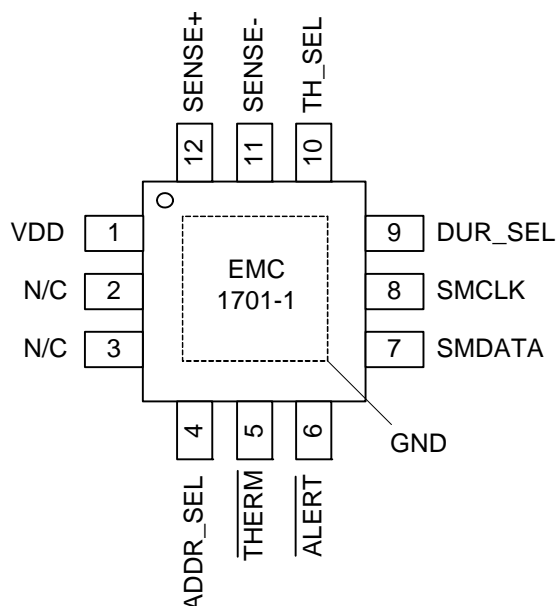 SENSE+
SENSE-
TH_SEL
12
11
10
VDD
1
9
DUR_SEL
N/C
2
EMC
1701-1
8
SMCLK
N/C
3
7
SMDATA
4
5
6
GND
ADDR_SEL
THERM
ALERT